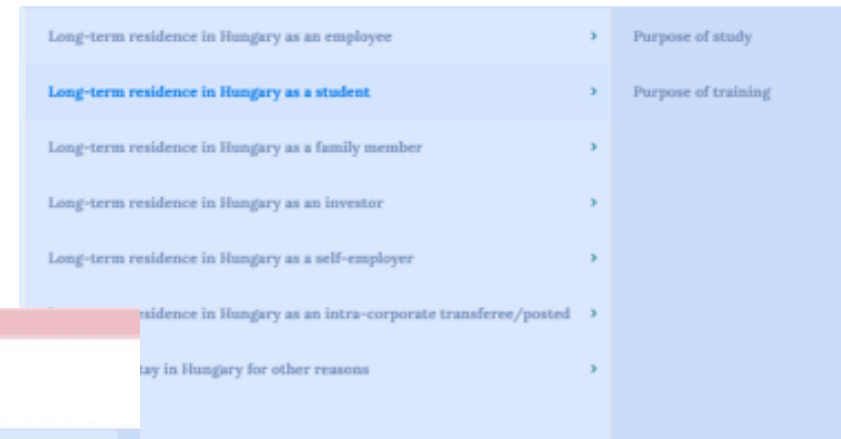 Long-term residence in Hungary as an employee
Long-term residence in Hungary as a student
Long-term residence in Hungary as a family member
Long-term residence in Hungary as an investor
Long-term residence in Hungary as a self-employer
in Hungary as an intra-corporate transferee/posted
in Hungary for other reasons
Purpose of study
Purpose of training